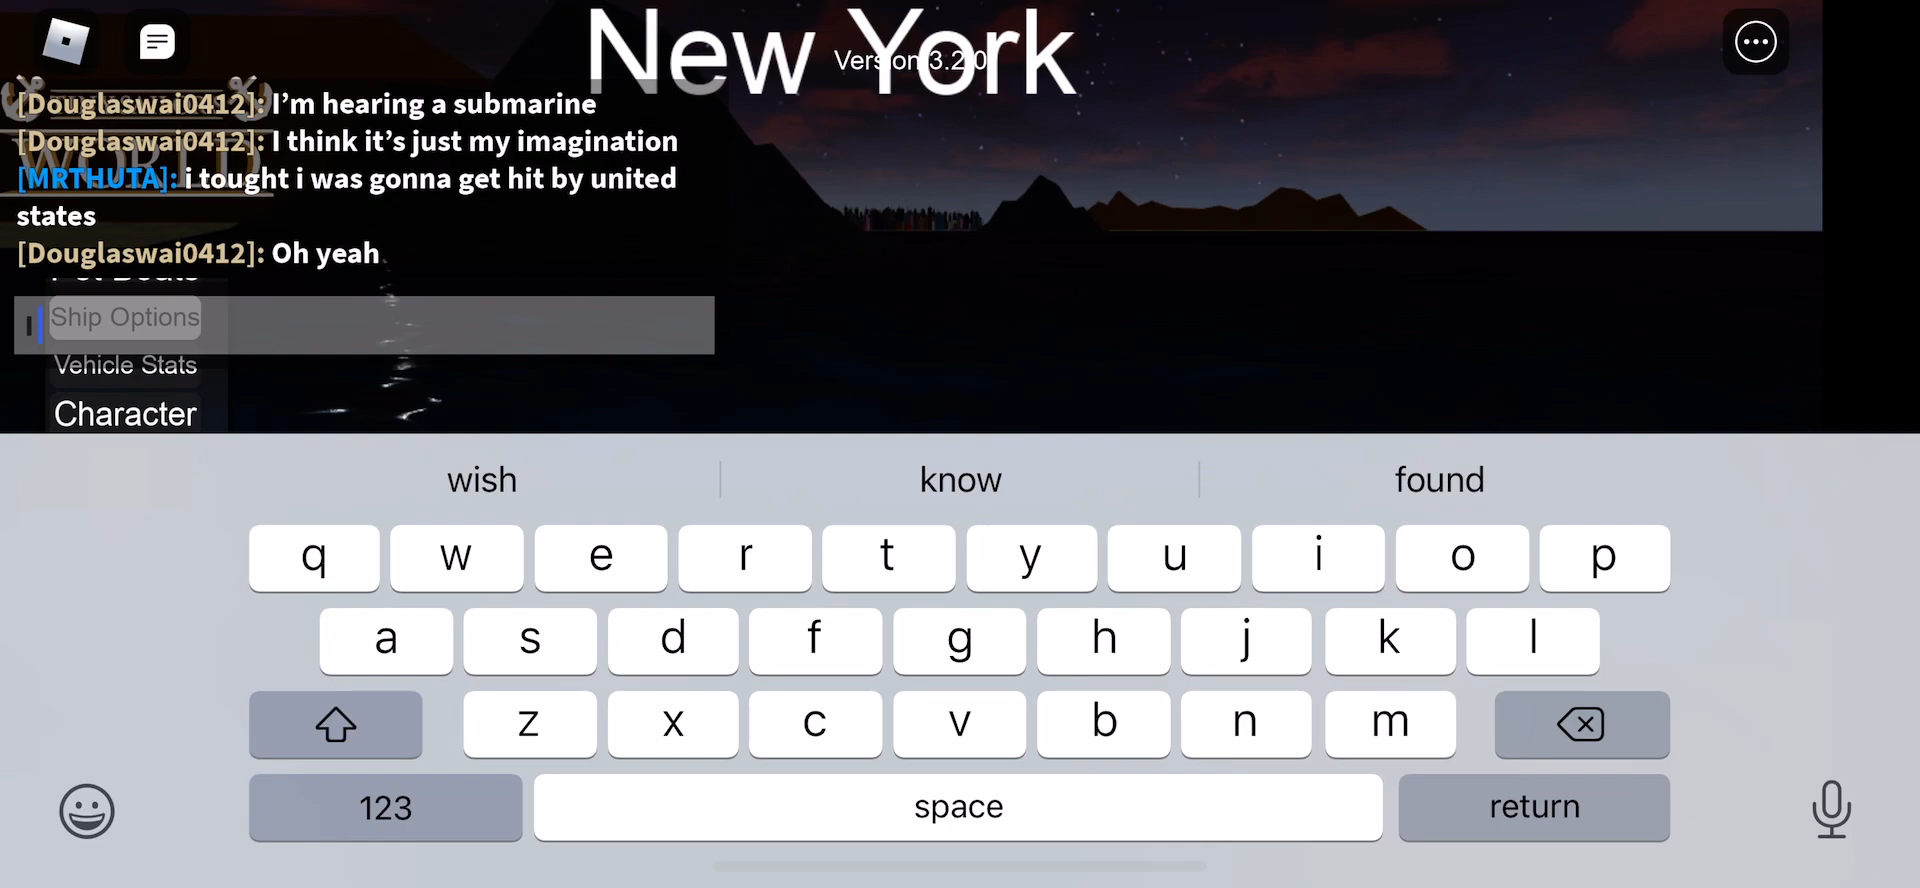 New York
Version 3.2.0
[Douglaswai0412]: I'm hearing a submarine
[Douglaswai0412]: I think it's just my imagination
WORLD
[MRTHUTA]: i tought i was gonna get hit by united
states
[Douglaswai0412]: Oh yeah
I
Ship Options
Vehicle Stats
Character
wish know found
q w e r t y u i o p
a s d f g h j k l
z x c v b n m
123 space return